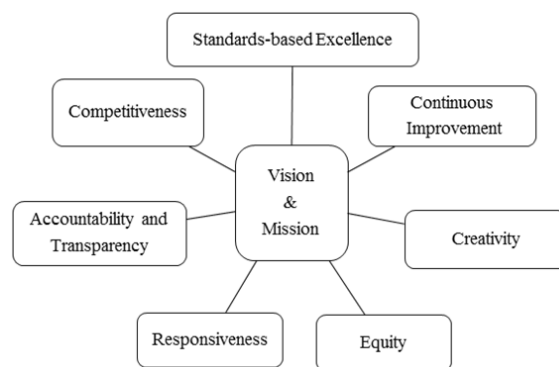 Standards-based Excellence
Competitiveness
Continuous
Improvement
Vision
&
Mission
Accountability and
Transparency
Creativity
Responsiveness
Equity